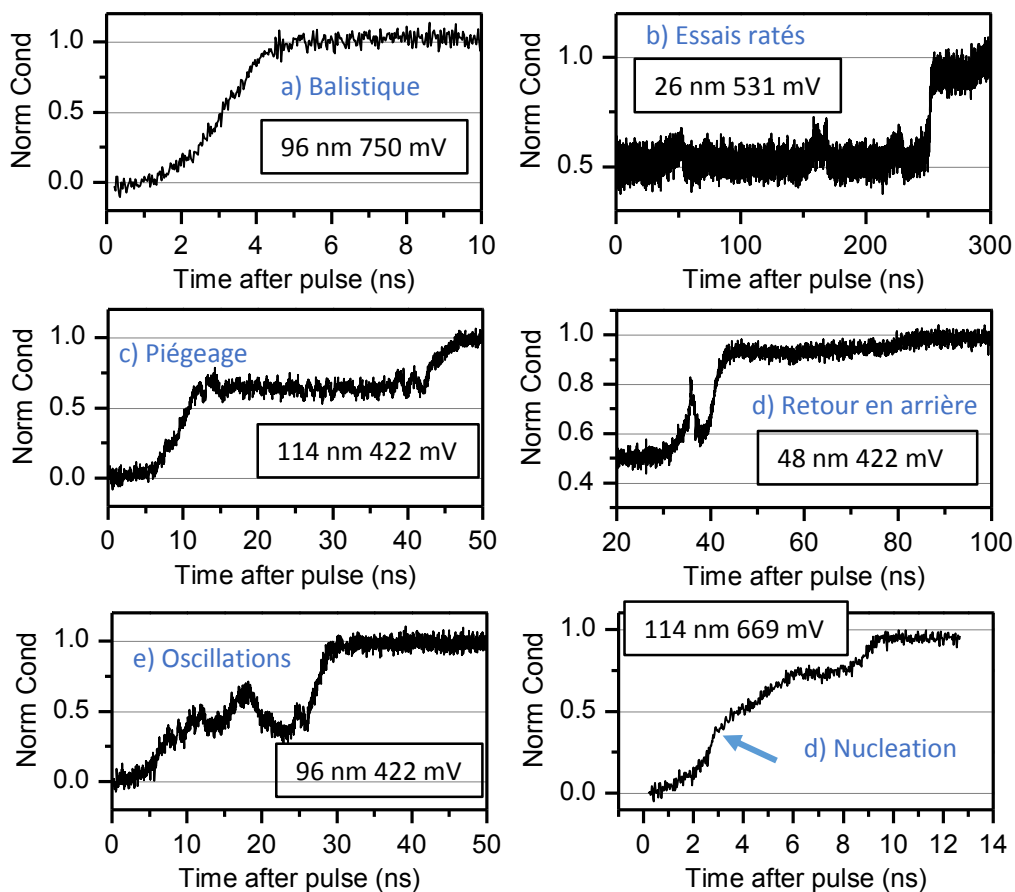 1.0
0.5
0.0
Norm Cond
a) Balistique
96 nm 750 mV
0 2 4 6 8 10
Time after pulse (ns)
1.0
0.5
Norm Cond
b) Essais ratés
26 nm 531 mV
0 100 200 300
Time after pulse (ns)
1.0
0.5
0.0
Norm Cond
c) Piégeage
114 nm 422 mV
0 10 20 30 40 50
Time after pulse (ns)
1.0
0.8
0.6
0.4
Norm Cond
d) Retour en arrière
48 nm 422 mV
20 40 60 80 100
Time after pulse (ns)
1.0
0.5
0.0
Norm Cond
e) Oscillations
96 nm 422 mV
0 10 20 30 40 50
Time after pulse (ns)
114 nm 669 mV
1.0
0.5
0.0
Norm Cond
d) Nucleation
0 2 4 6 8 10 12 14
Time after pulse (ns)